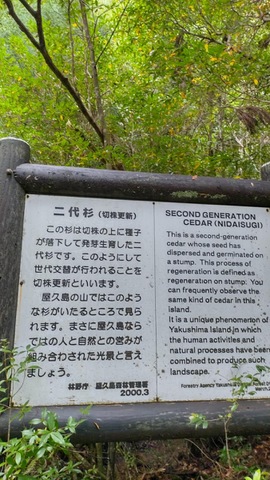 二代杉（切株更新）
この杉は切株の上に種子
が落下して発芽生育した二
代杉です。このようにして
世代交替が行われることを
切株更新といいます。
屋久島の山ではこのよう
な杉がいたるところで見ら
れます。まさに屋久島なら
ではの人と自然との営みが
組み合わされた光景と言え
ましょう。
林野庁 屋久島森林管理署
2000.3
SECOND GENERATION
CEDAR (NIDAISUGI)
This is a second-generation
cedar whose seed has
dispersed and germinated on
a stump. This process of
regeneration is defined as
regeneration on stump. You
can frequently observe the
same kind of cedar in this
island.
It is a unique phenomenon of
Yakushima Island,in which
the human activities and
natural processes have been
combined to produce such
landscape.
Forestry Agency Yakushima District Forest